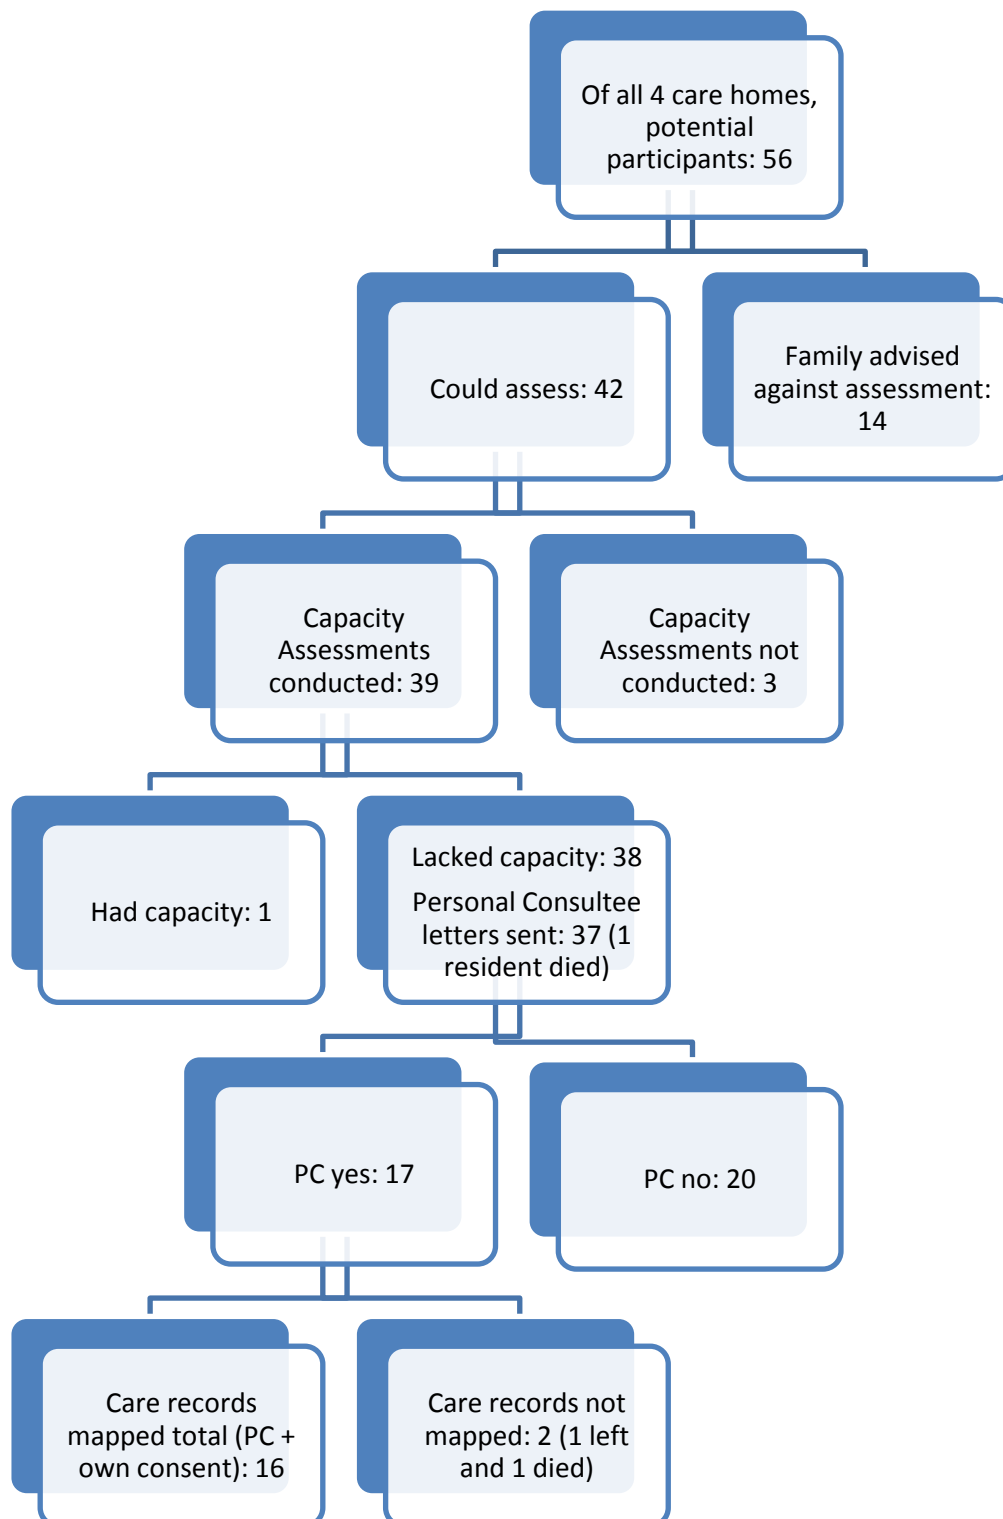 Of all 4 care homes,
potential
participants: 56
Could assess: 42
Family advised
against assessment:
14
Capacity
Assessments
conducted: 39
Capacity
Assessments not
conducted: 3
Had capacity: 1
Lacked capacity: 38
Personal Consultee
letters sent: 37 (1
resident died)
PC yes: 17
PC no: 20
Care records
mapped total (PC +
own consent): 16
Care records not
mapped: 2 (1 left
and 1 died)